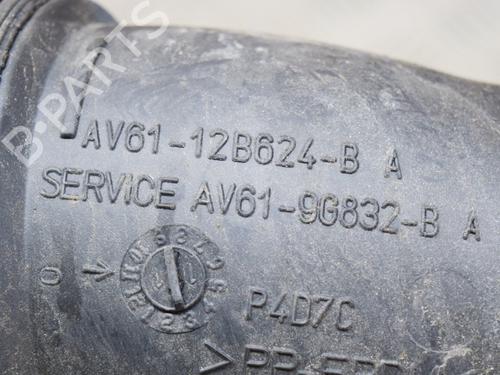 B-PARTS
AV61-12B624-B A
SERVICE AV61-9G832-B A
P4D7C